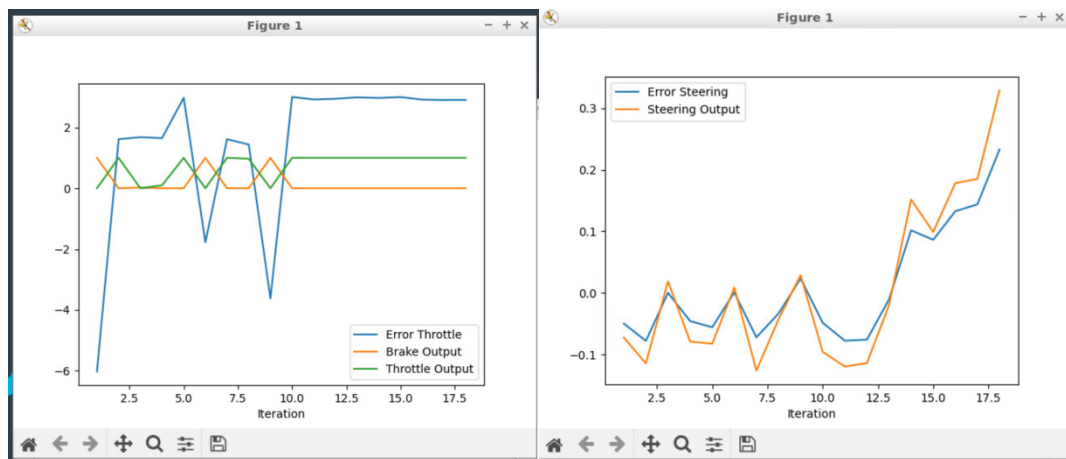 Figure 1
2
0
−2
−4
−6
Error Throttle
Brake Output
Throttle Output
2.5 5.0 7.5 10.0 12.5 15.0 17.5
Iteration
Figure 1
Error Steering
Steering Output
0.3
0.2
0.1
0.0
−0.1
2.5 5.0 7.5 10.0 12.5 15.0 17.5
Iteration